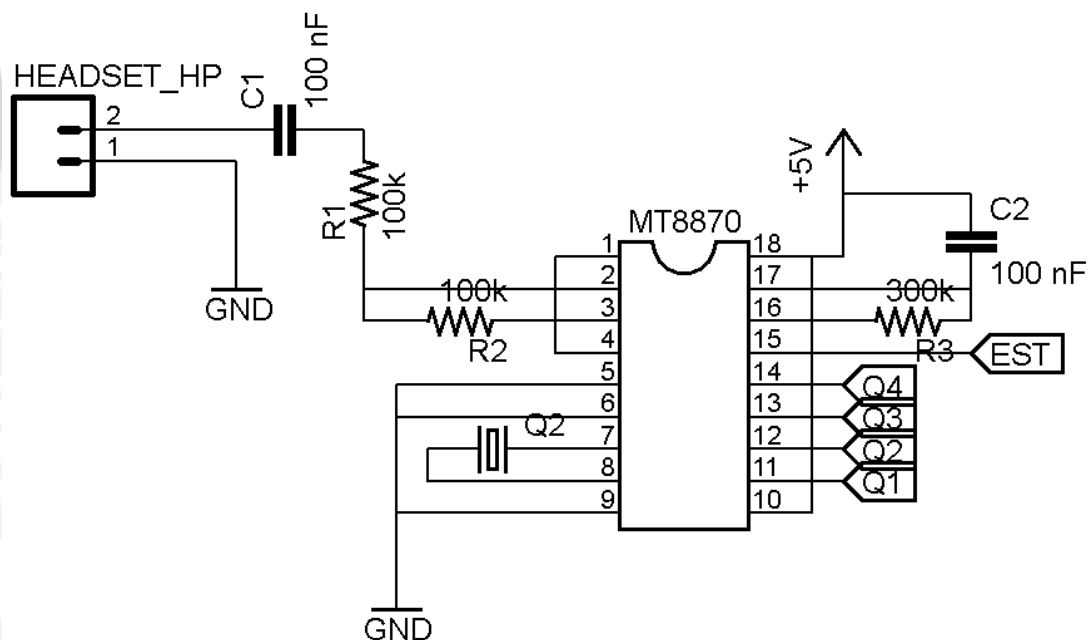 HEADSET_HP
2
1
GND
C1
100 nF
R1
100k
100k
R2
MT8870
1
2
3
4
5
6
7
8
9
18
17
16
15
14
13
12
11
10
Q2
GND
+5V
C2
100 nF
300k
R3
EST
Q4
Q3
Q2
Q1